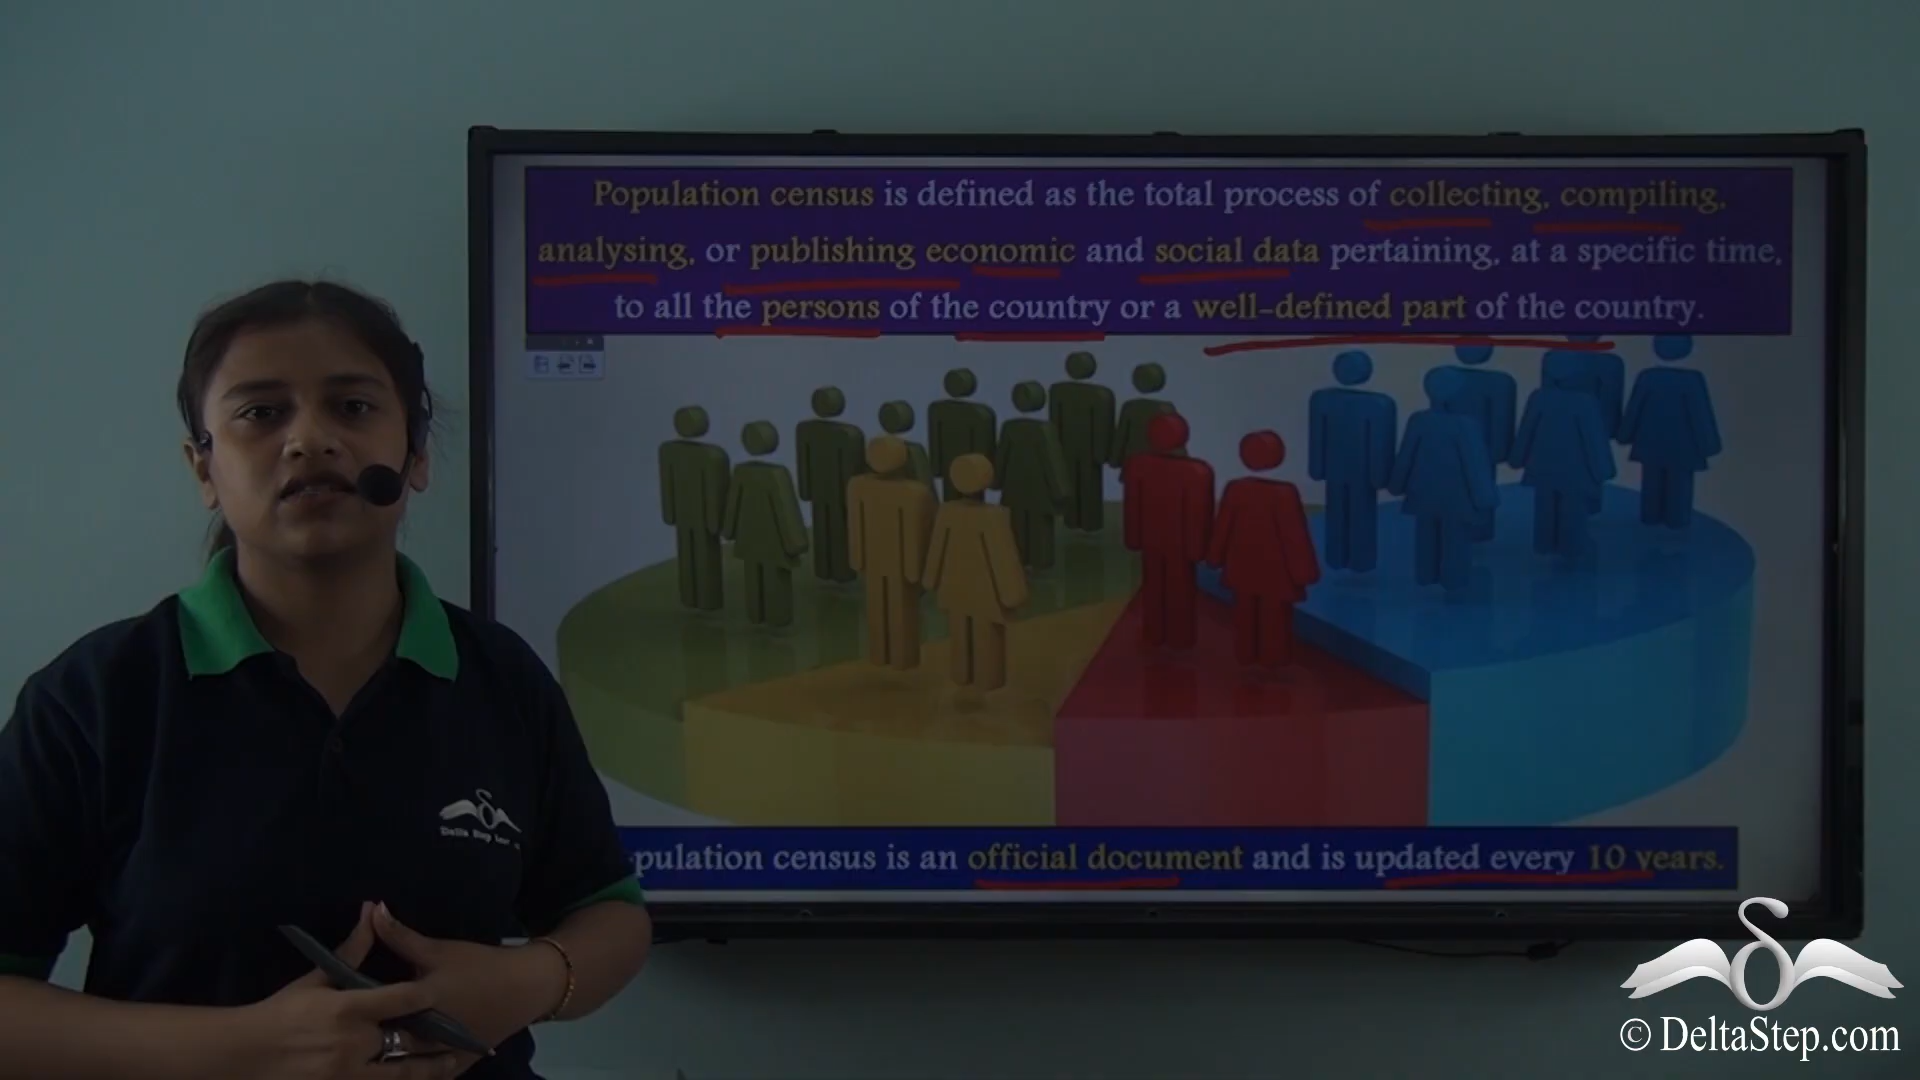 Population census is defined as the total process of collecting, compiling,
analysing, or publishing economic and social data pertaining, at a specific time,
to all the persons of the country or a well-defined part of the country.
pulation census is an official document and is updated every 10 years.
Delta Step
© DeltaStep.com